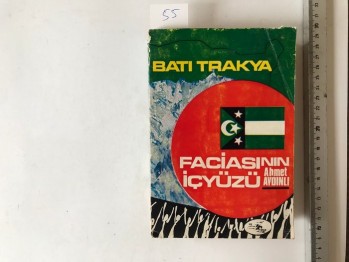 55
BATI TRAKYA
FACİASININ
İÇYÜZÜ
Ahmet
AYDINLI